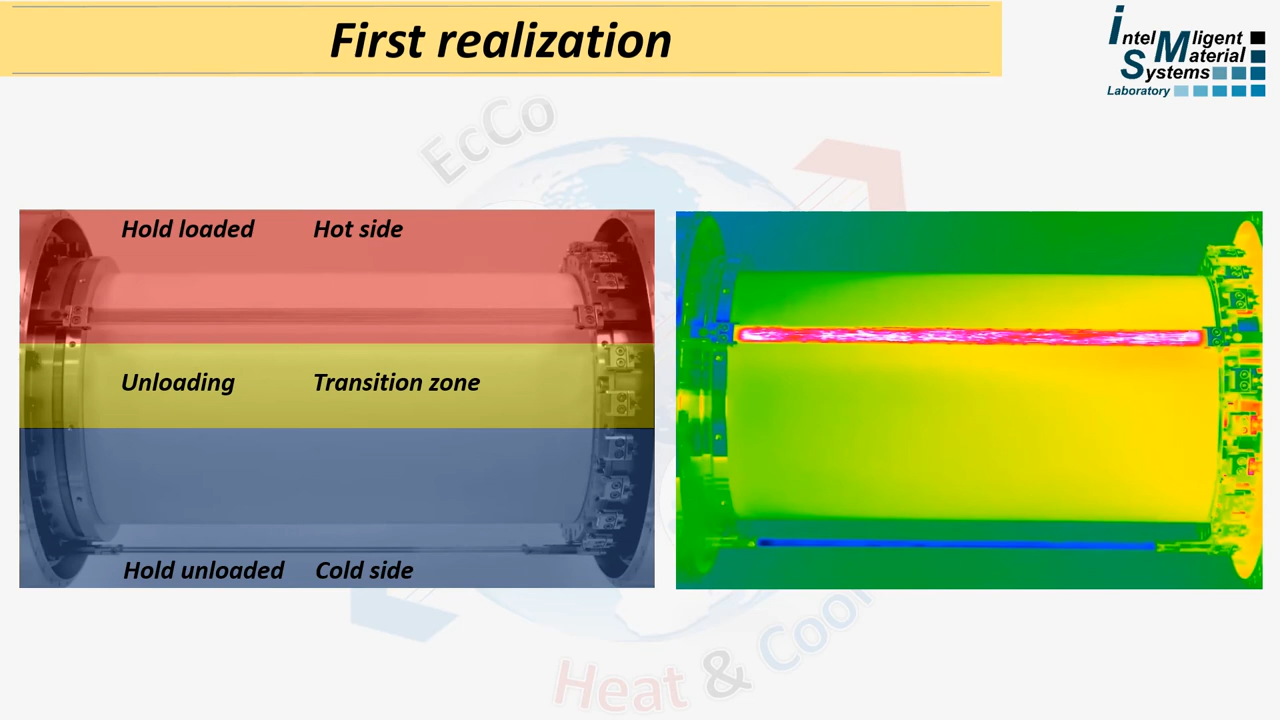 First realization
intelligent
Material
Systems
Laboratory
EcCo
Hold loaded Hot side
Unloading Transition zone
Hold unloaded Cold side
Heat & Cool